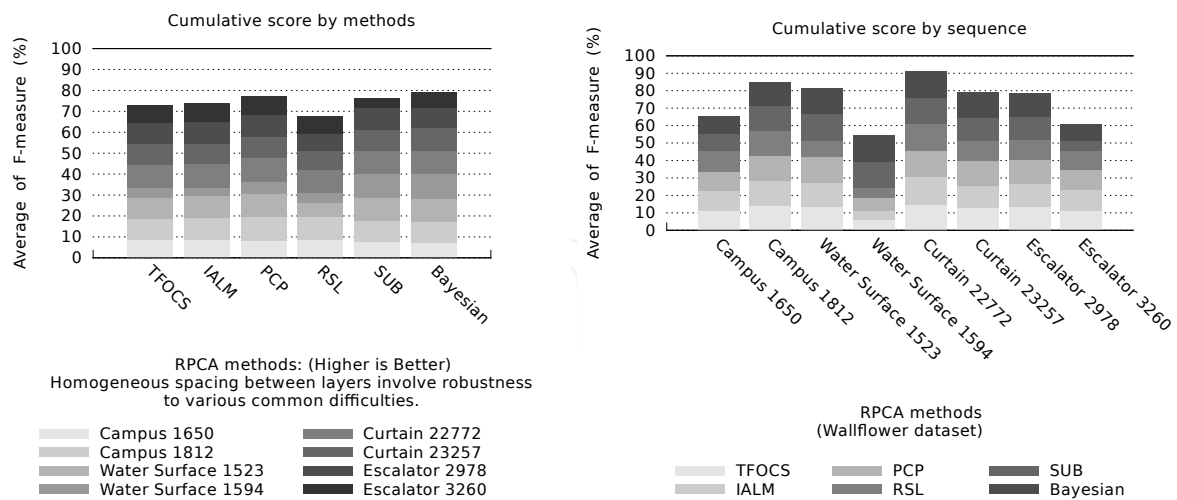 Cumulative score by methods
Average of F-measure (%)
100
90
80
70
60
50
40
30
20
10
0
TFOCS
IALM
PCP
RSL
SUB
Bayesian
RPCA methods: (Higher is Better)
Homogeneous spacing between layers involve robustness
to various common difficulties.
Campus 1650
Campus 1812
Water Surface 1523
Water Surface 1594
Curtain 22772
Curtain 23257
Escalator 2978
Escalator 3260
Cumulative score by sequence
Average of F-measure (%)
100
90
80
70
60
50
40
30
20
10
0
Campus 1650
Campus 1812
Water Surface 1523
Water Surface 1594
Curtain 22772
Curtain 23257
Escalator 2978
Escalator 3260
RPCA methods
(Wallflower dataset)
TFOCS
IALM
PCP
RSL
SUB
Bayesian